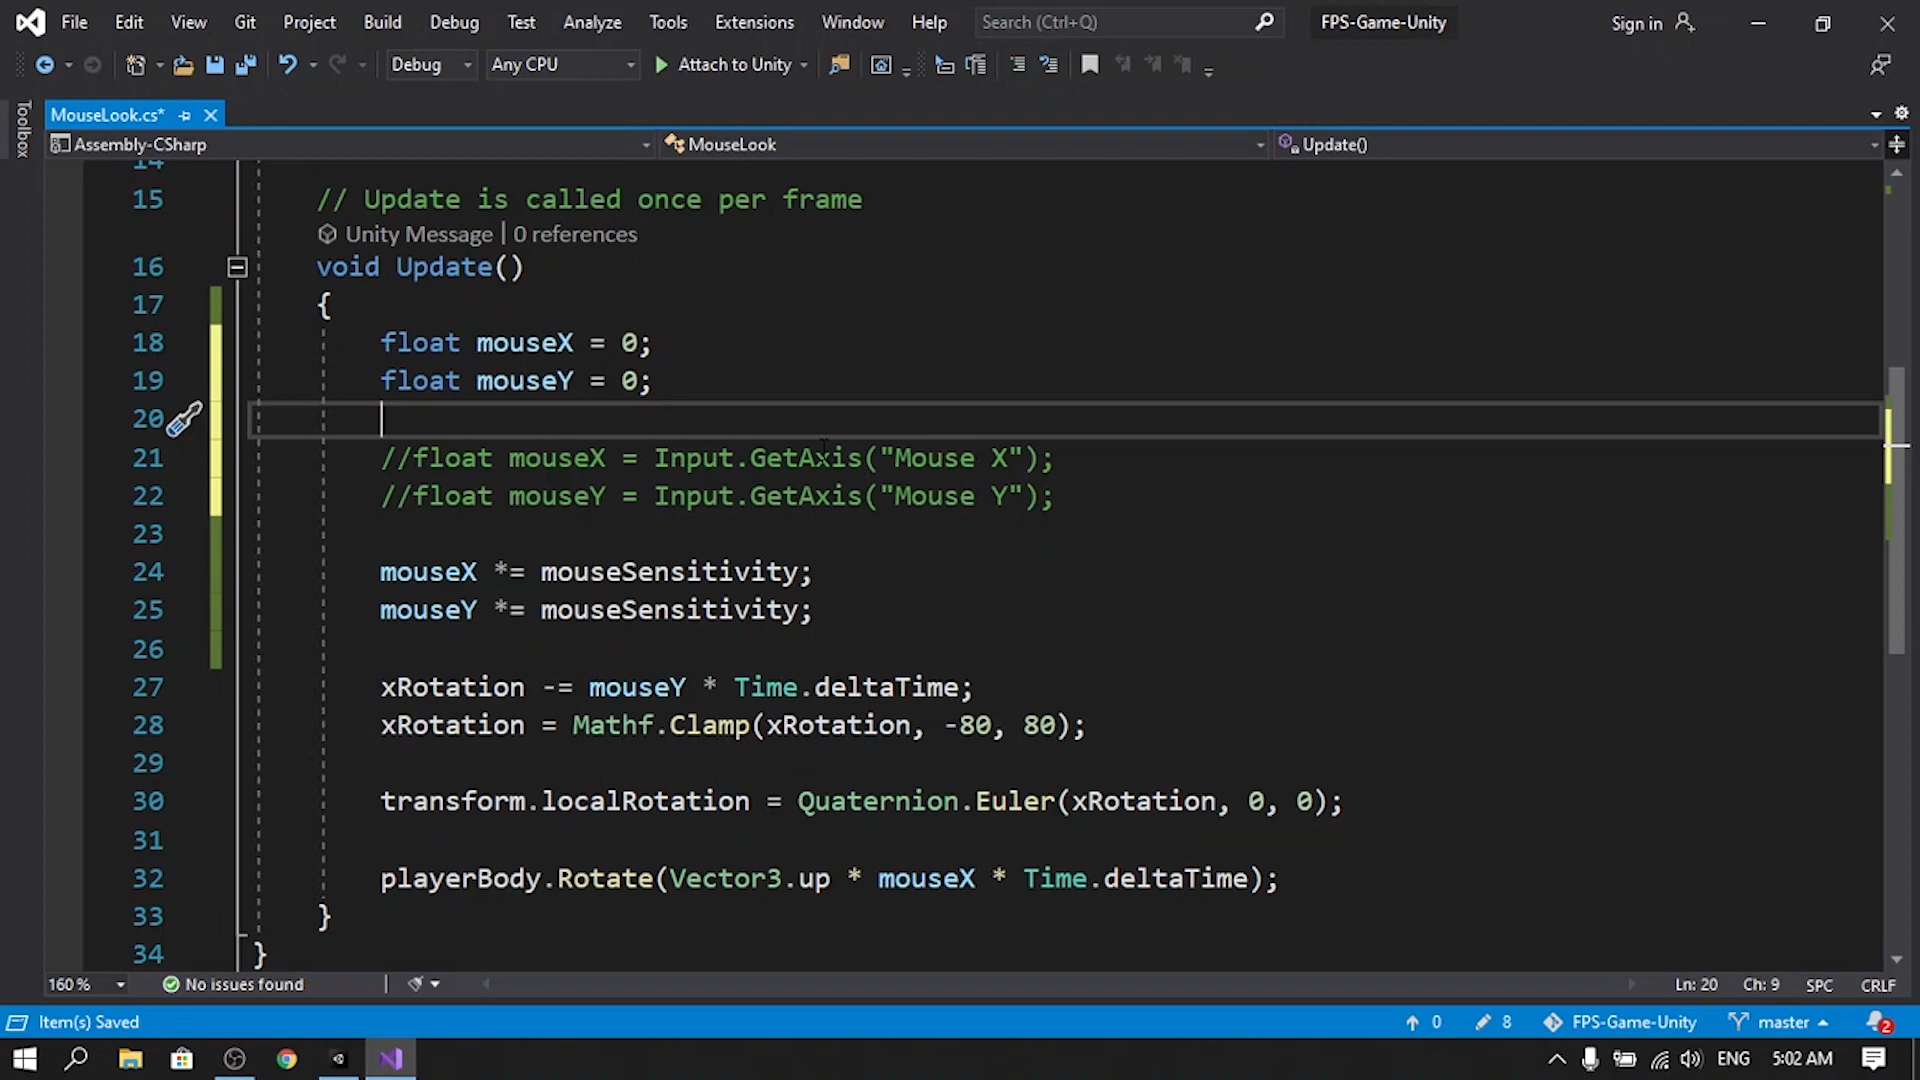 File Edit View Git Project Build Debug Test Analyze Tools Extensions Window Help Search (Ctrl+Q) FPS-Game-Unity Sign in
Debug Any CPU Attach to Unity
Toolbox
MouseLook.cs*
Assembly-CSharp MouseLook Update()
14
15 // Update is called once per frame
Unity Message | 0 references
16 void Update()
17 {
18 float mouseX = 0;
19 float mouseY = 0;
20
21 //float mouseX = Input.GetAxis("Mouse X");
22 //float mouseY = Input.GetAxis("Mouse Y");
23
24 mouseX *= mouseSensitivity;
25 mouseY *= mouseSensitivity;
26
27 xRotation -= mouseY * Time.deltaTime;
28 xRotation = Mathf.Clamp(xRotation, -80, 80);
29
30 transform.localRotation = Quaternion.Euler(xRotation, 0, 0);
31
32 playerBody.Rotate(Vector3.up * mouseX * Time.deltaTime);
33 }
34 }
160 % No issues found Ln: 20 Ch: 9 SPC CRLF
Item(s) Saved 0 8 FPS-Game-Unity master 2
ENG 5:02 AM